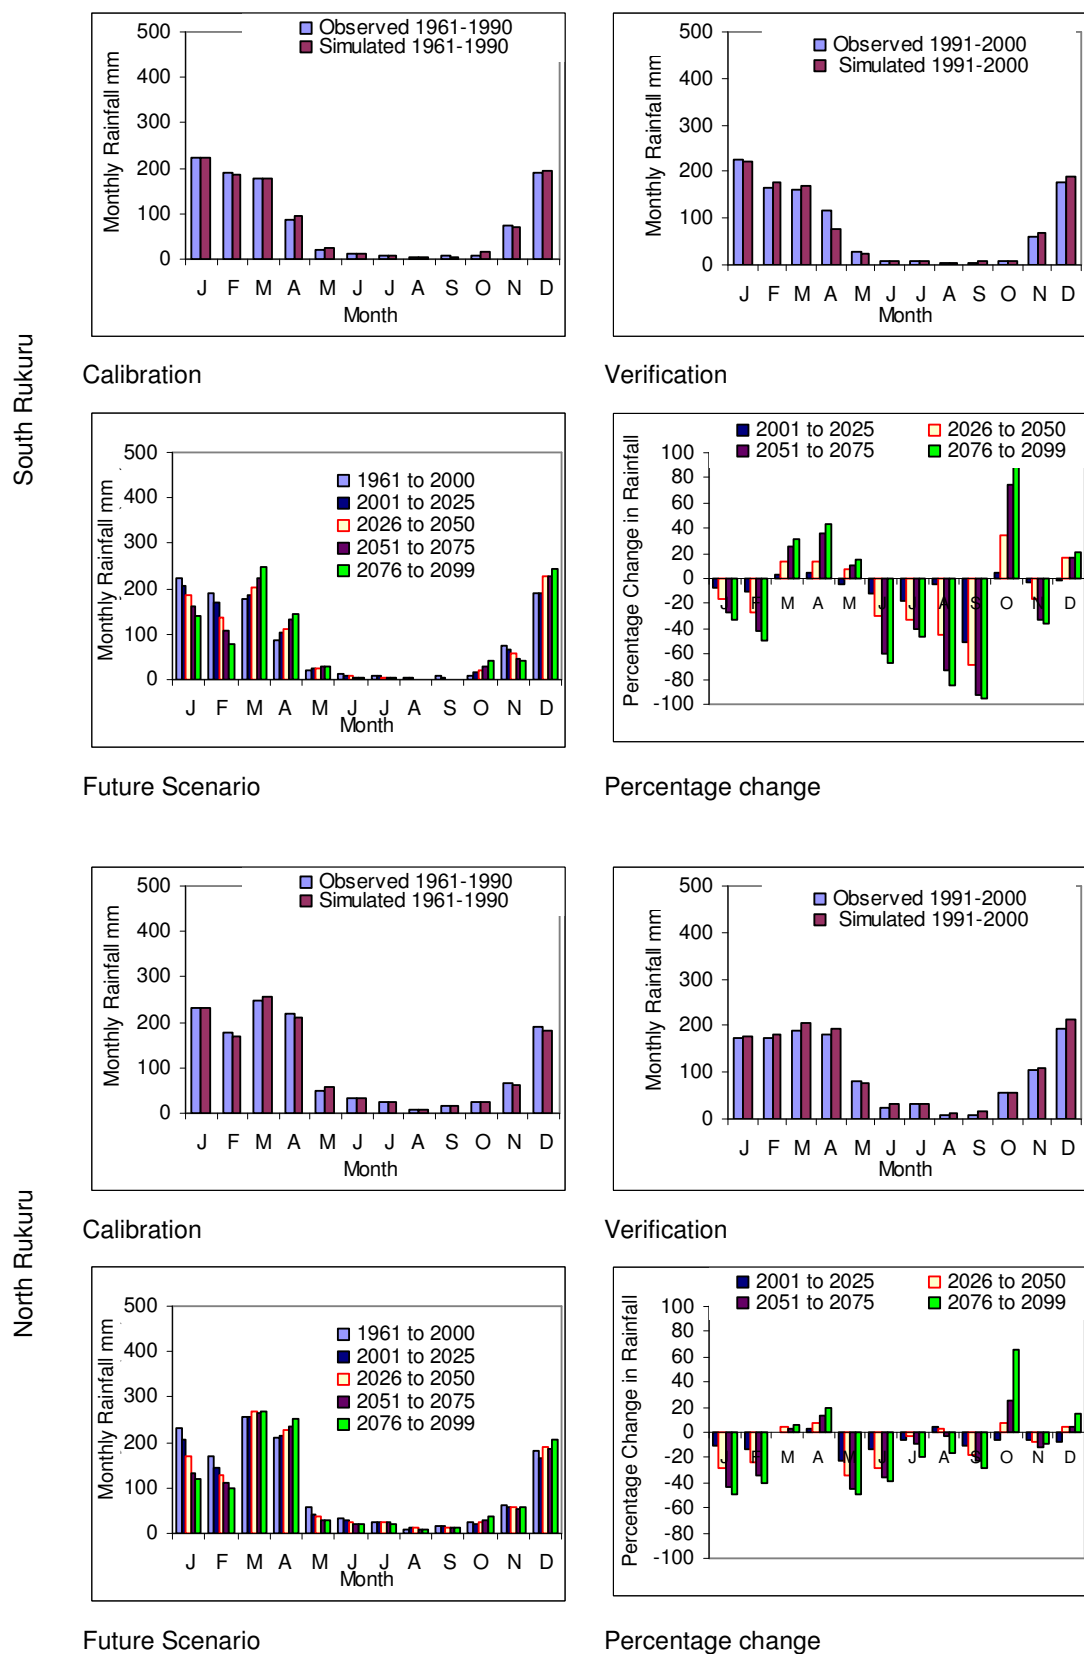 South Rukuru
Observed 1961-1990
Simulated 1961-1990
Monthly Rainfall mm
500
400
300
200
100
0
J F M A M J J A S O N D
Month
Calibration
Observed 1991-2000
Simulated 1991-2000
Monthly Rainfall mm
500
400
300
200
100
0
J F M A M J J A S O N D
Month
Verification
1961 to 2000
2001 to 2025
2026 to 2050
2051 to 2075
2076 to 2099
Monthly Rainfall mm
500
400
300
200
100
0
J F M A M J J A S O N D
Month
Future Scenario
2001 to 2025
2026 to 2050
2051 to 2075
2076 to 2099
Percentage Change in Rainfall
100
80
60
40
20
0
-20
-40
-60
-80
-100
J F M A M J J A S O N D
Percentage change
North Rukuru
Observed 1961-1990
Simulated 1961-1990
Monthly Rainfall mm
500
400
300
200
100
0
J F M A M J J A S O N D
Month
Calibration
Observed 1991-2000
Simulated 1991-2000
Monthly Rainfall mm
500
400
300
200
100
0
J F M A M J J A S O N D
Month
Verification
1961 to 2000
2001 to 2025
2026 to 2050
2051 to 2075
2076 to 2099
Monthly Rainfall mm
500
400
300
200
100
0
J F M A M J J A S O N D
Month
Future Scenario
2001 to 2025
2026 to 2050
2051 to 2075
2076 to 2099
Percentage Change in Rainfall
100
80
60
40
20
0
-20
-40
-60
-80
-100
J F M A M J J A S O N D
Percentage change